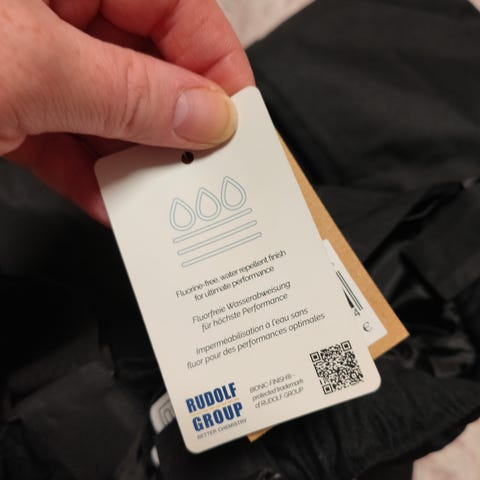 Fluorine-free, water repellent finish
for ultimate performance
Fluorfreie Wasserabweisung
für höchste Performance
Imperméabilisation à l'eau sans
fluor pour des performances optimales
RUDOLF
GROUP
BETTER CHEMISTRY
BIONIC-FINISH® -
protected trademark
of RUDOLF GROUP
4
€